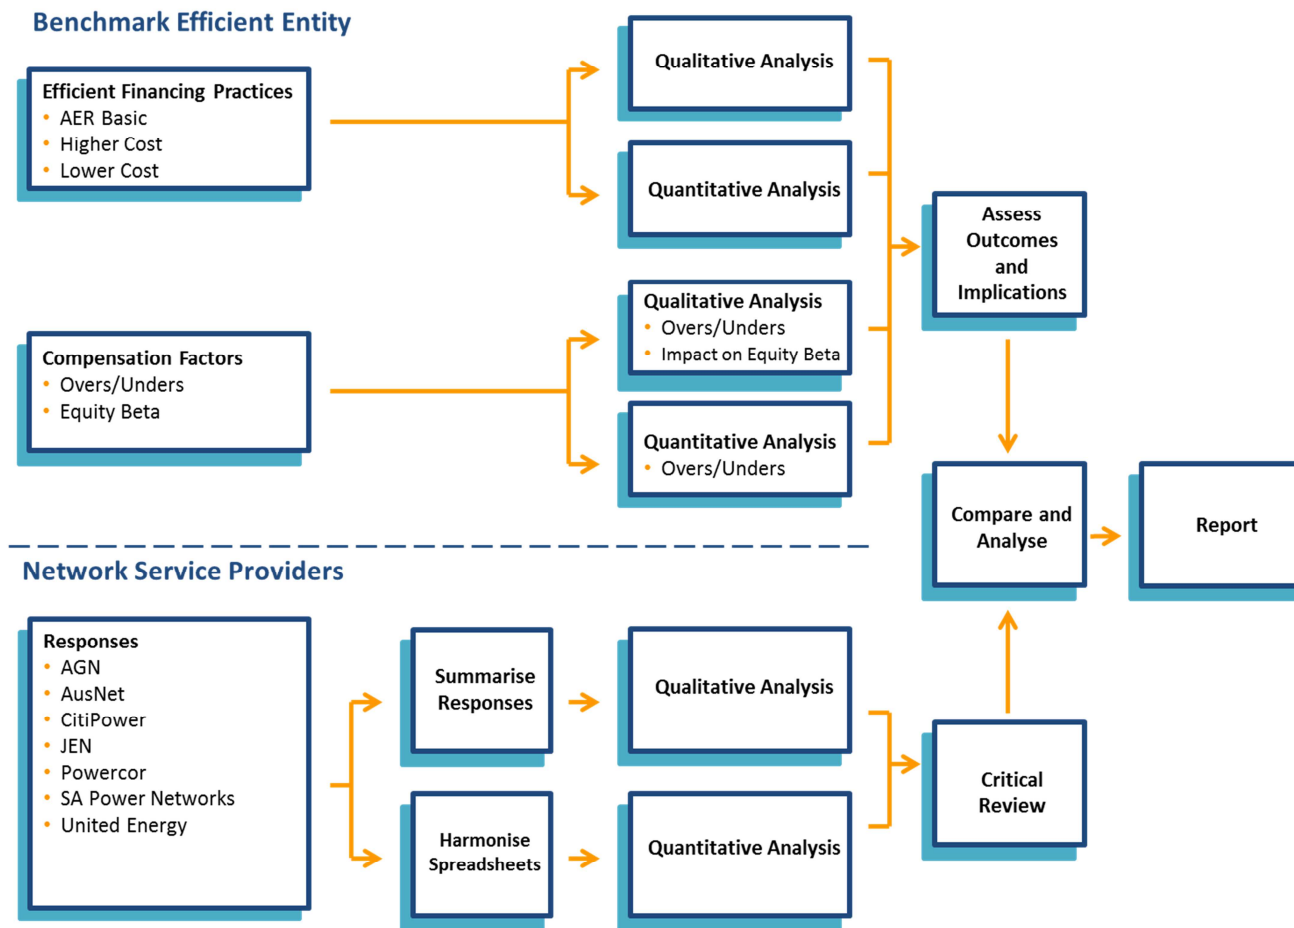 Benchmark Efficient Entity
Efficient Financing Practices
• AER Basic
• Higher Cost
• Lower Cost
Qualitative Analysis
Quantitative Analysis
Compensation Factors
• Overs/Unders
• Equity Beta
Qualitative Analysis
• Overs/Unders
• Impact on Equity Beta
Quantitative Analysis
• Overs/Unders
Assess
Outcomes
and
Implications
Compare and
Analyse
Report
Network Service Providers
Responses
• AGN
• AusNet
• CitiPower
• JEN
• Powercor
• SA Power Networks
• United Energy
Summarise
Responses
Qualitative Analysis
Harmonise
Spreadsheets
Quantitative Analysis
Critical
Review